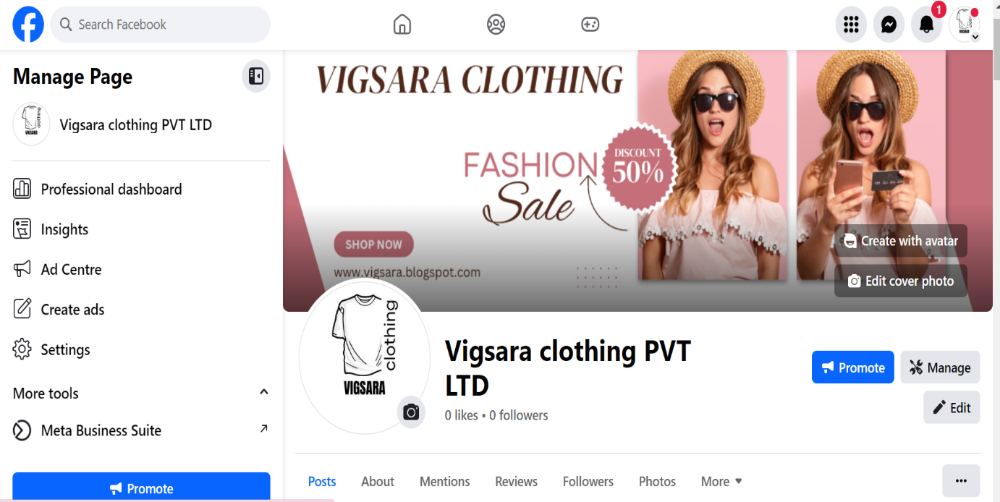 Search Facebook
1
Manage Page
Vigsara clothing PVT LTD
Professional dashboard
Insights
Ad Centre
Create ads
Settings
More tools
Meta Business Suite
Promote
VIGSARA CLOTHING
FASHION
Sale
DISCOUNT
50%
SHOP NOW
www.vigsara.blogspot.com
Create with avatar
Edit cover photo
clothing
VIGSARA
Vigsara clothing PVT
LTD
0 likes • 0 followers
Promote
Manage
Edit
Posts
About
Mentions
Reviews
Followers
Photos
More